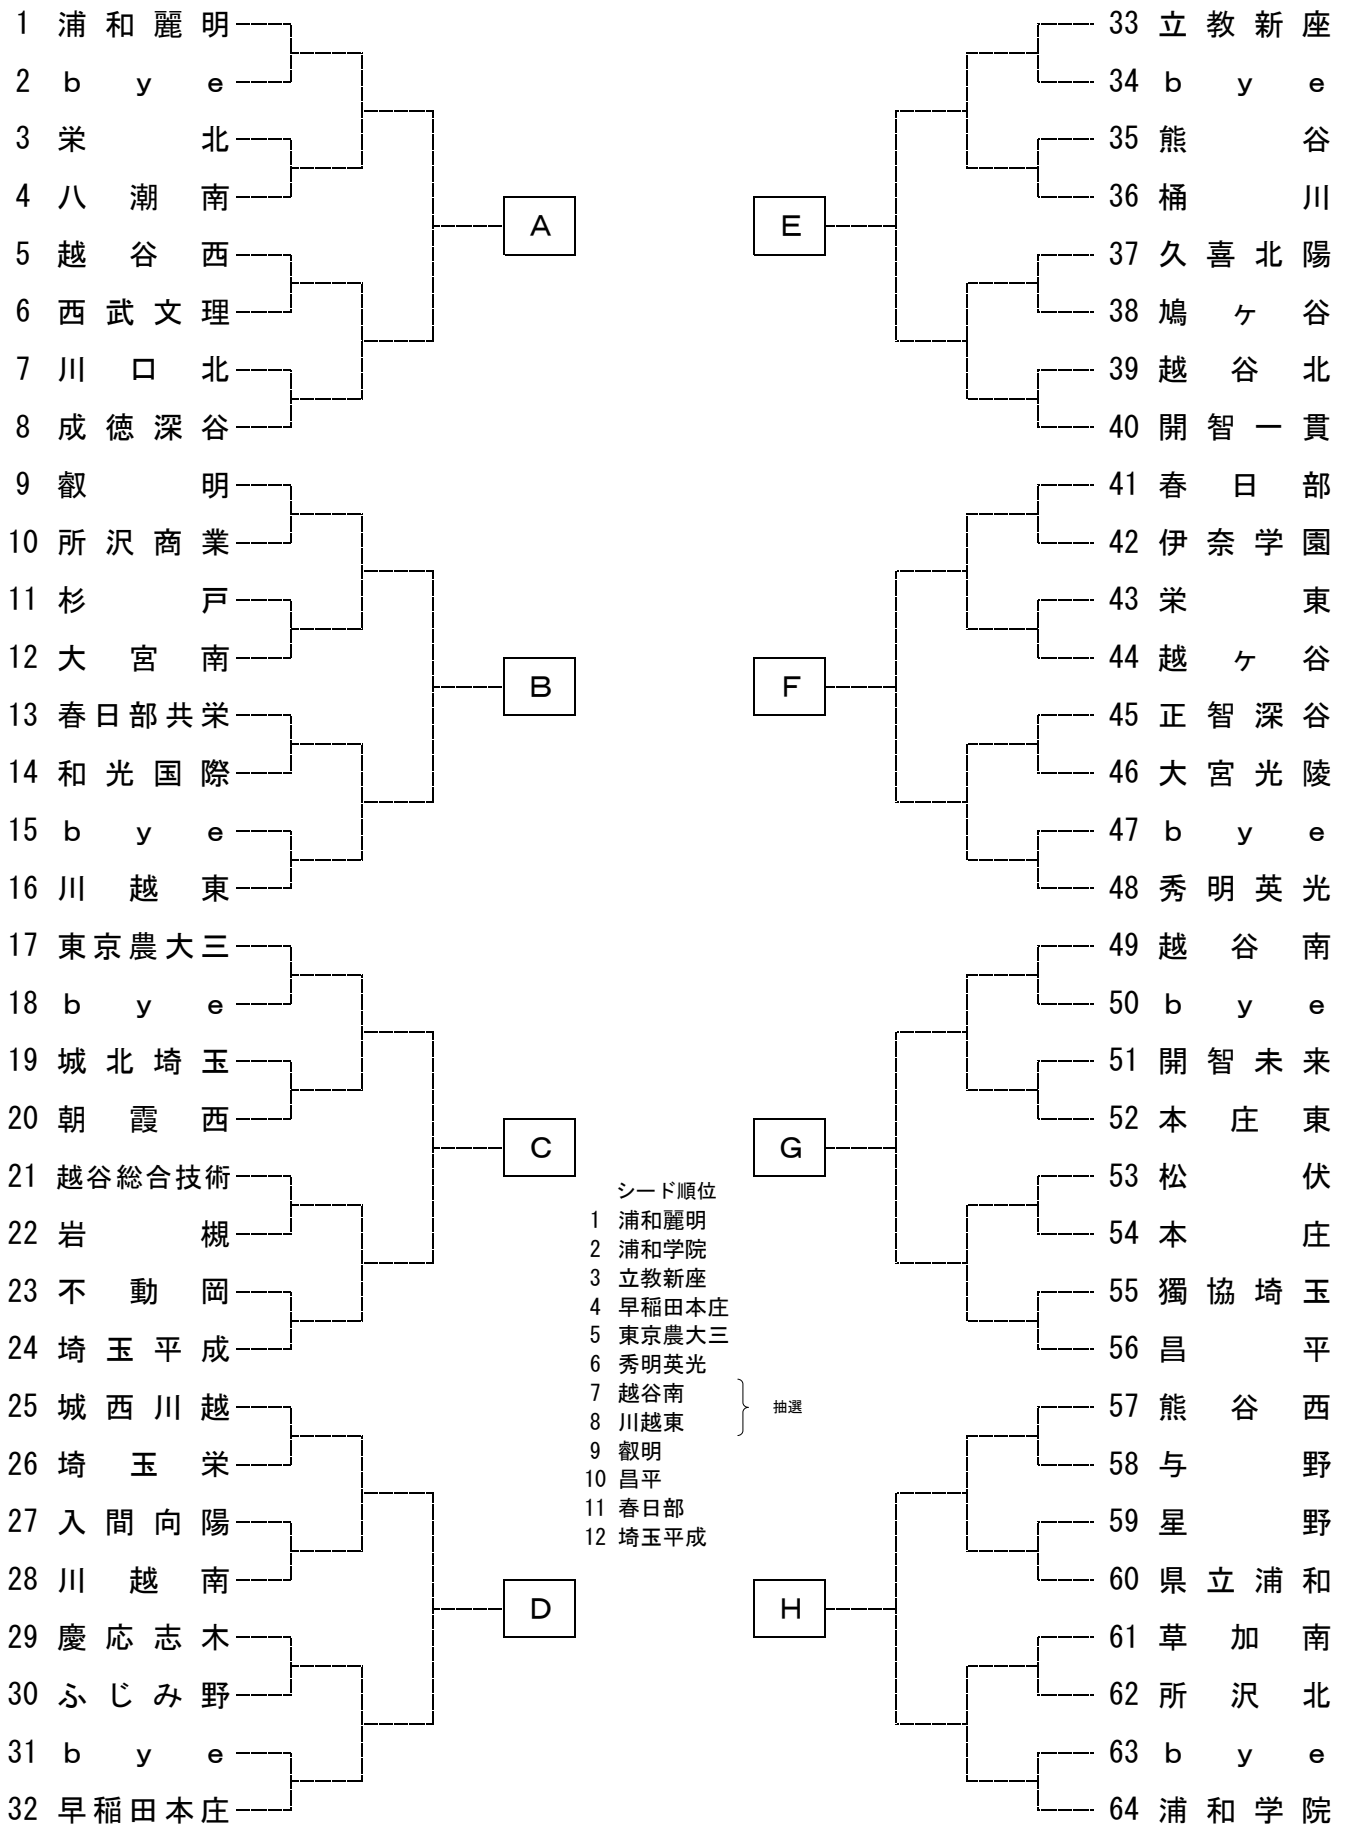 1 浦和麗明
2 ｂｙｅ
3 栄北
4 八潮南
A
5 越谷西
6 西武文理
7 川口北
8 成徳深谷
9 叡明
10 所沢商業
11 杉戸
12 大宮南
B
13 春日部共栄
14 和光国際
15 ｂｙｅ
16 川越東
17 東京農大三
18 ｂｙｅ
19 城北埼玉
20 朝霞西
C
21 越谷総合技術
22 岩槻
23 不動岡
24 埼玉平成
25 城西川越
26 埼玉栄
27 入間向陽
28 川越南
D
29 慶応志木
30 ふじみ野
31 ｂｙｅ
32 早稲田本庄
シード順位
1 浦和麗明
2 浦和学院
3 立教新座
4 早稲田本庄
5 東京農大三
6 秀明英光
7 越谷南
8 川越東
抽選
9 叡明
10 昌平
11 春日部
12 埼玉平成
33 立教新座
34 ｂｙｅ
35 熊谷
36 桶川
E
37 久喜北陽
38 鳩ヶ谷
39 越谷北
40 開智一貫
41 春日部
42 伊奈学園
43 栄東
44 越ヶ谷
F
45 正智深谷
46 大宮光陵
47 ｂｙｅ
48 秀明英光
49 越谷南
50 ｂｙｅ
51 開智未来
52 本庄東
G
53 松伏
54 本庄
55 獨協埼玉
56 昌平
57 熊谷西
58 与野
59 星野
60 県立浦和
H
61 草加南
62 所沢北
63 ｂｙｅ
64 浦和学院